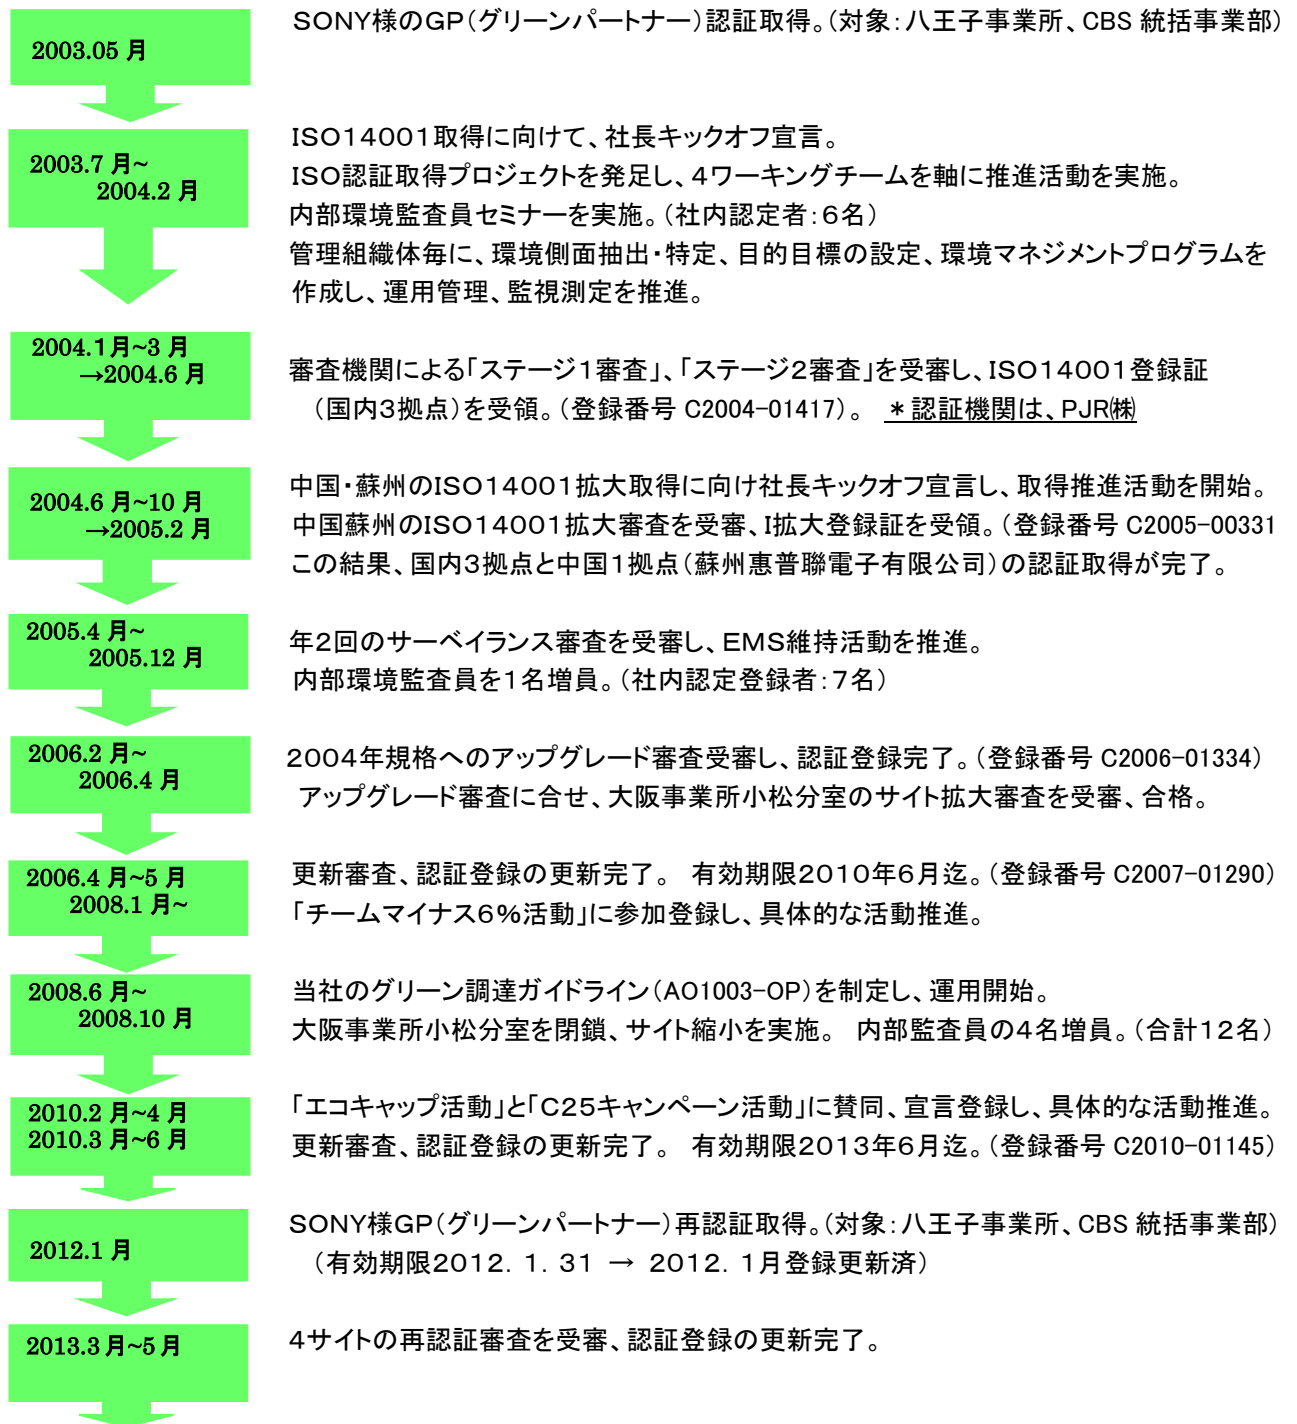 2003.05 月
SONY様のGP(グリーンパートナー)認証取得。(対象:八王子事業所、CBS 統括事業部)
2003.7 月~
2004.2 月
ISO14001取得に向けて、社長キックオフ宣言。
ISO認証取得プロジェクトを発足し、4ワーキングチームを軸に推進活動を実施。
内部環境監査員セミナーを実施。(社内認定者:6名)
管理組織体毎に、環境側面抽出・特定、目的目標の設定、環境マネジメントプログラムを
作成し、運用管理、監視測定を推進。
2004.1月~3 月
→2004.6 月
審査機関による「ステージ1審査」、「ステージ2審査」を受審し、ISO14001登録証
(国内3拠点)を受領。(登録番号 C2004-01417)。 *認証機関は、PJR㈱
2004.6 月~10 月
→2005.2 月
中国・蘇州のISO14001拡大取得に向け社長キックオフ宣言し、取得推進活動を開始。
中国蘇州のISO14001拡大審査を受審、I拡大登録証を受領。(登録番号 C2005-00331
この結果、国内3拠点と中国1拠点(蘇州惠普聯電子有限公司)の認証取得が完了。
2005.4 月~
2005.12 月
年2回のサーベイランス審査を受審し、EMS維持活動を推進。
内部環境監査員を1名増員。(社内認定登録者:7名)
2006.2 月~
2006.4 月
2004年規格へのアップグレード審査受審し、認証登録完了。(登録番号 C2006-01334)
アップグレード審査に合せ、大阪事業所小松分室のサイト拡大審査を受審、合格。
2006.4 月~5 月
2008.1 月~
更新審査、認証登録の更新完了。 有効期限2010年6月迄。(登録番号 C2007-01290)
「チームマイナス6%活動」に参加登録し、具体的な活動推進。
2008.6 月~
2008.10 月
当社のグリーン調達ガイドライン(AO1003-OP)を制定し、運用開始。
大阪事業所小松分室を閉鎖、サイト縮小を実施。 内部監査員の4名増員。(合計12名)
2010.2 月~4 月
2010.3 月~6 月
「エコキャップ活動」と「C25キャンペーン活動」に賛同、宣言登録し、具体的な活動推進。
更新審査、認証登録の更新完了。 有効期限2013年6月迄。(登録番号 C2010-01145)
2012.1 月
SONY様GP(グリーンパートナー)再認証取得。(対象:八王子事業所、CBS 統括事業部)
(有効期限2012. 1. 31 → 2012. 1月登録更新済)
2013.3 月~5 月
4サイトの再認証審査を受審、認証登録の更新完了。